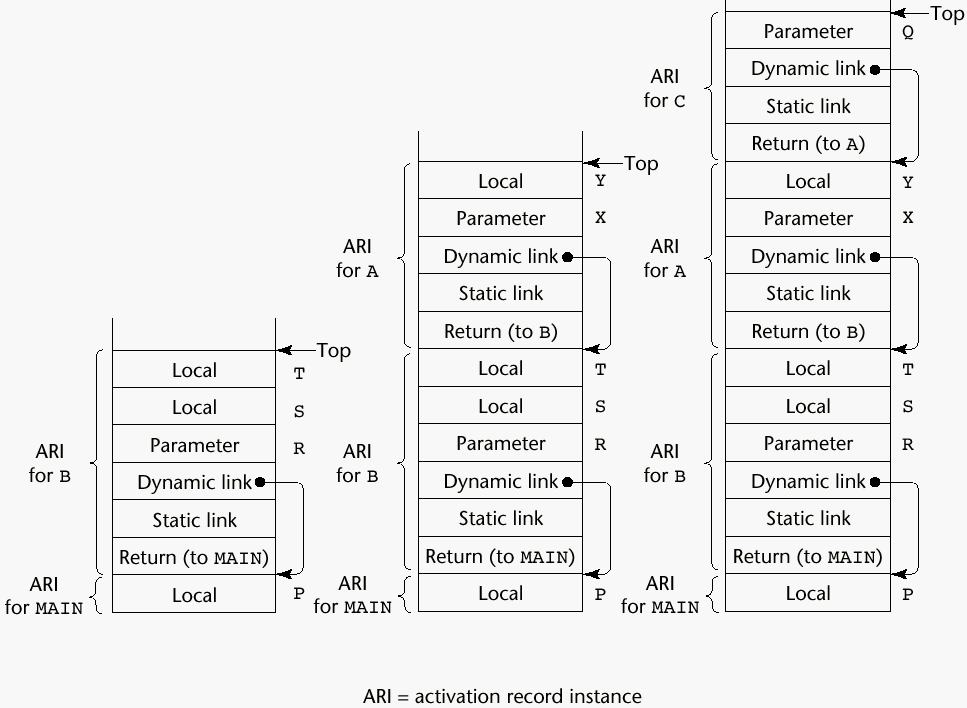 Top
Parameter Q
ARI
for C
Dynamic link
Static link
Return (to A)
Local Y
Parameter X
ARI
for A
Dynamic link
Static link
Return (to B)
Local T
Local S
Parameter R
ARI
for B
Dynamic link
Static link
Return (to MAIN)
ARI
for MAIN
Local P
Top
Local Y
Parameter X
ARI
for A
Dynamic link
Static link
Return (to B)
Local T
Local S
Parameter R
ARI
for B
Dynamic link
Static link
Return (to MAIN)
ARI
for MAIN
Local P
Top
Local T
Local S
Parameter R
ARI
for B
Dynamic link
Static link
Return (to MAIN)
ARI
for MAIN
Local P
ARI = activation record instance